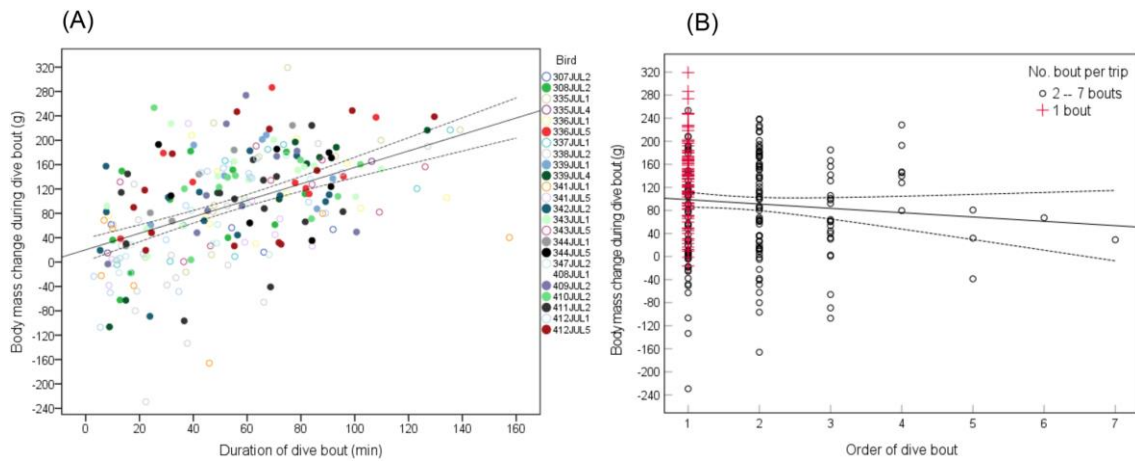 (A)
Body mass change during dive bout (g)
320
280
240
200
160
120
80
40
0
-40
-80
-120
-160
-200
-240
0 20 40 60 80 100 120 140 160
Duration of dive bout (min)
Bird
307JUL2
308JUL2
335JUL1
335JUL4
336JUL1
336JUL5
337JUL1
338JUL2
339JUL1
339JUL4
341JUL1
341JUL5
342JUL2
343JUL1
343JUL5
344JUL1
344JUL5
347JUL2
408JUL1
409JUL2
410JUL2
411JUL2
412JUL1
412JUL5
(B)
Body mass change during dive bout (g)
320
280
240
200
160
120
80
40
0
-40
-80
-120
-160
-200
-240
1 2 3 4 5 6 7
Order of dive bout
No. bout per trip
2 -- 7 bouts
1 bout